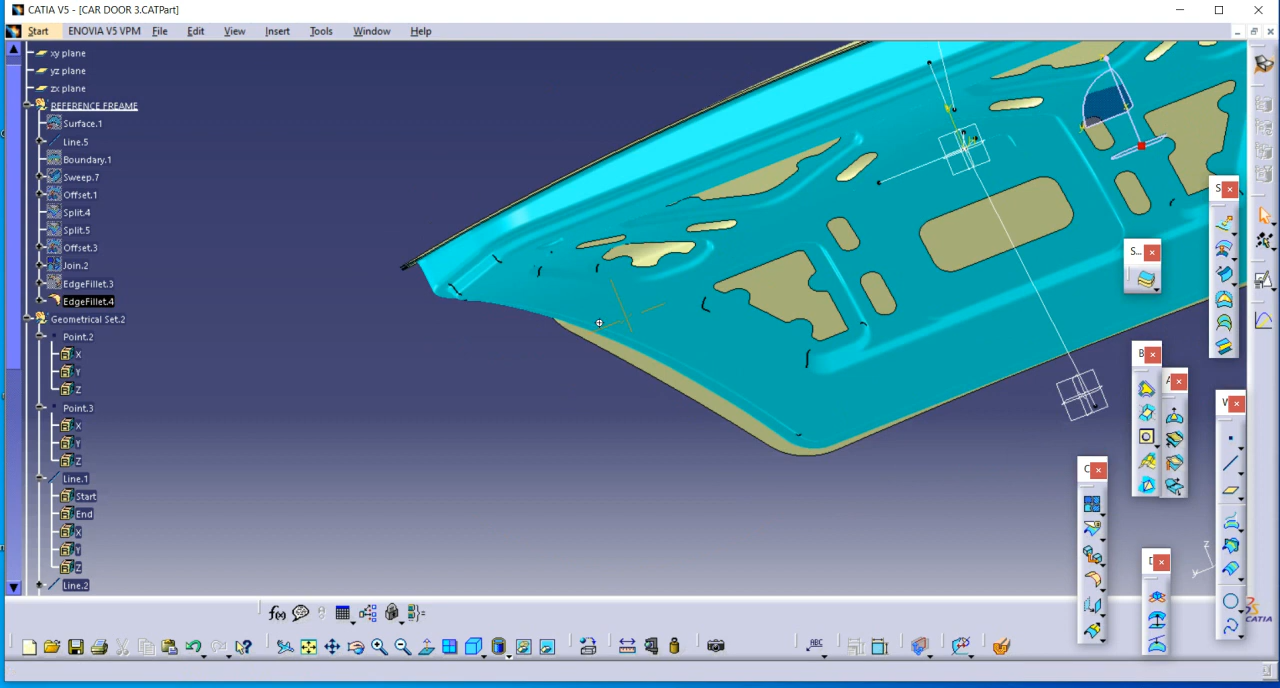 CATIA V5 - [CAR DOOR 3.CATPart]
Start ENOVIA V5 VPM File Edit View Insert Tools Window Help
xy plane
yz plane
zx plane
REFERENCE FREAME
Surface.1
Line.5
Boundary.1
Sweep.7
Offset.1
Split.4
Split.5
Offset.3
Join.2
EdgeFillet.3
EdgeFillet.4
Geometrical Set.2
Point.2
X
Y
Z
Point.3
X
Y
Z
Line.1
Start
End
X
Y
Z
Line.2
S
S...
B
A
V
C
z
y
f(x)
ABC
CATIA